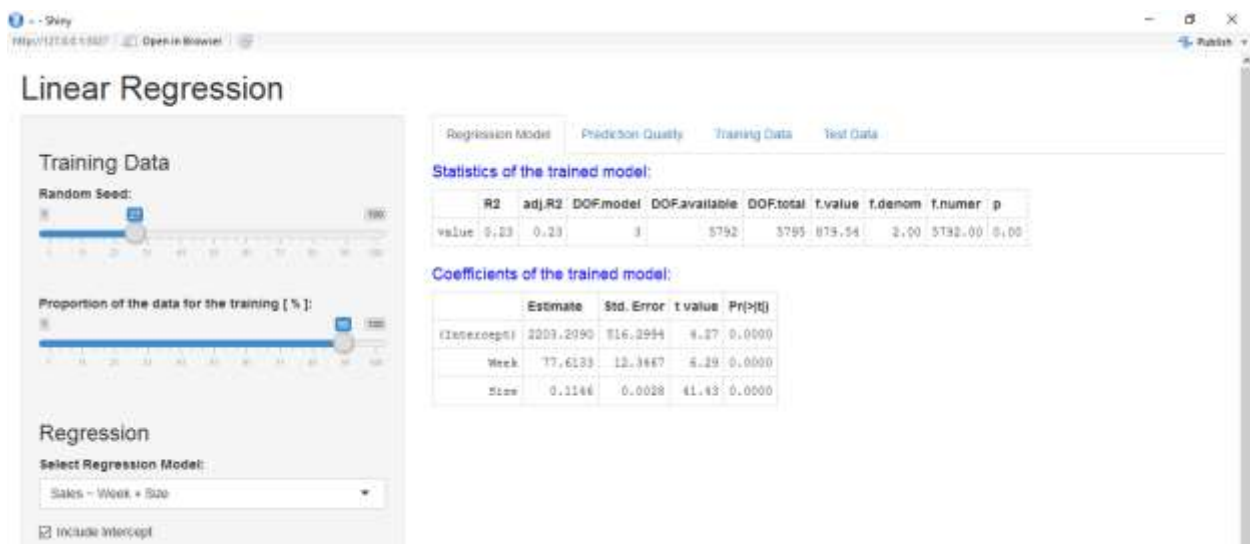 - - Shiny
Open in Browser
Publish
Linear Regression
Regression Model Prediction Quality Training Data Test Data
Training Data
Statistics of the trained model:
Random Seed:
100
R2 adj.R2 DOF.model DOF.available DOF.total f.value f.denom f.numer p
value 0.23 0.23 3 5792 5795 879.54 2.00 5792.00 0.00
Coefficients of the trained model:
Proportion of the data for the training [ % ]:
100
Estimate Std. Error t value Pr(>|t|)
(Intercept) 2203.2090 516.2994 4.27 0.0000
Week 77.6133 12.3467 6.29 0.0000
Size 0.1146 0.0028 41.43 0.0000
Regression
Select Regression Model:
Sales ~ Week + Size
Include Intercept